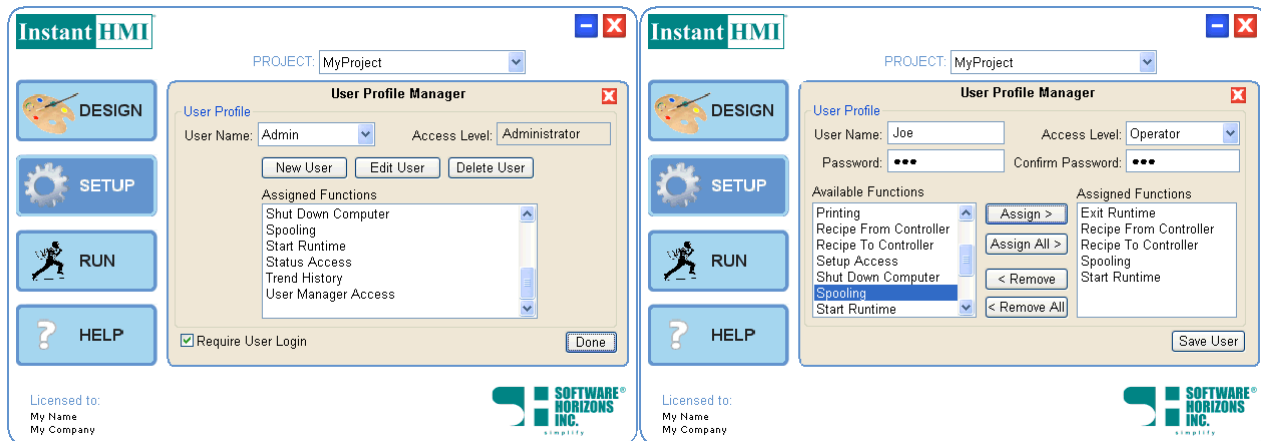 Instant HMI
PROJECT: MyProject
DESIGN
SETUP
RUN
HELP
User Profile Manager
User Profile
User Name: Admin Access Level: Administrator
New User Edit User Delete User
Assigned Functions
Shut Down Computer
Spooling
Start Runtime
Status Access
Trend History
User Manager Access
Require User Login Done
Licensed to:
My Name
My Company
SOFTWARE®
HORIZONS
INC.
simplify
Instant HMI
PROJECT: MyProject
DESIGN
SETUP
RUN
HELP
User Profile Manager
User Profile
User Name: Joe Access Level: Operator
Password: ●●● Confirm Password: ●●●
Available Functions
Printing
Recipe From Controller
Recipe To Controller
Setup Access
Shut Down Computer
Spooling
Start Runtime
Assign >
Assign All >
< Remove
< Remove All
Assigned Functions
Exit Runtime
Recipe From Controller
Recipe To Controller
Spooling
Start Runtime
Save User
Licensed to:
My Name
My Company
SOFTWARE®
HORIZONS
INC.
simplify